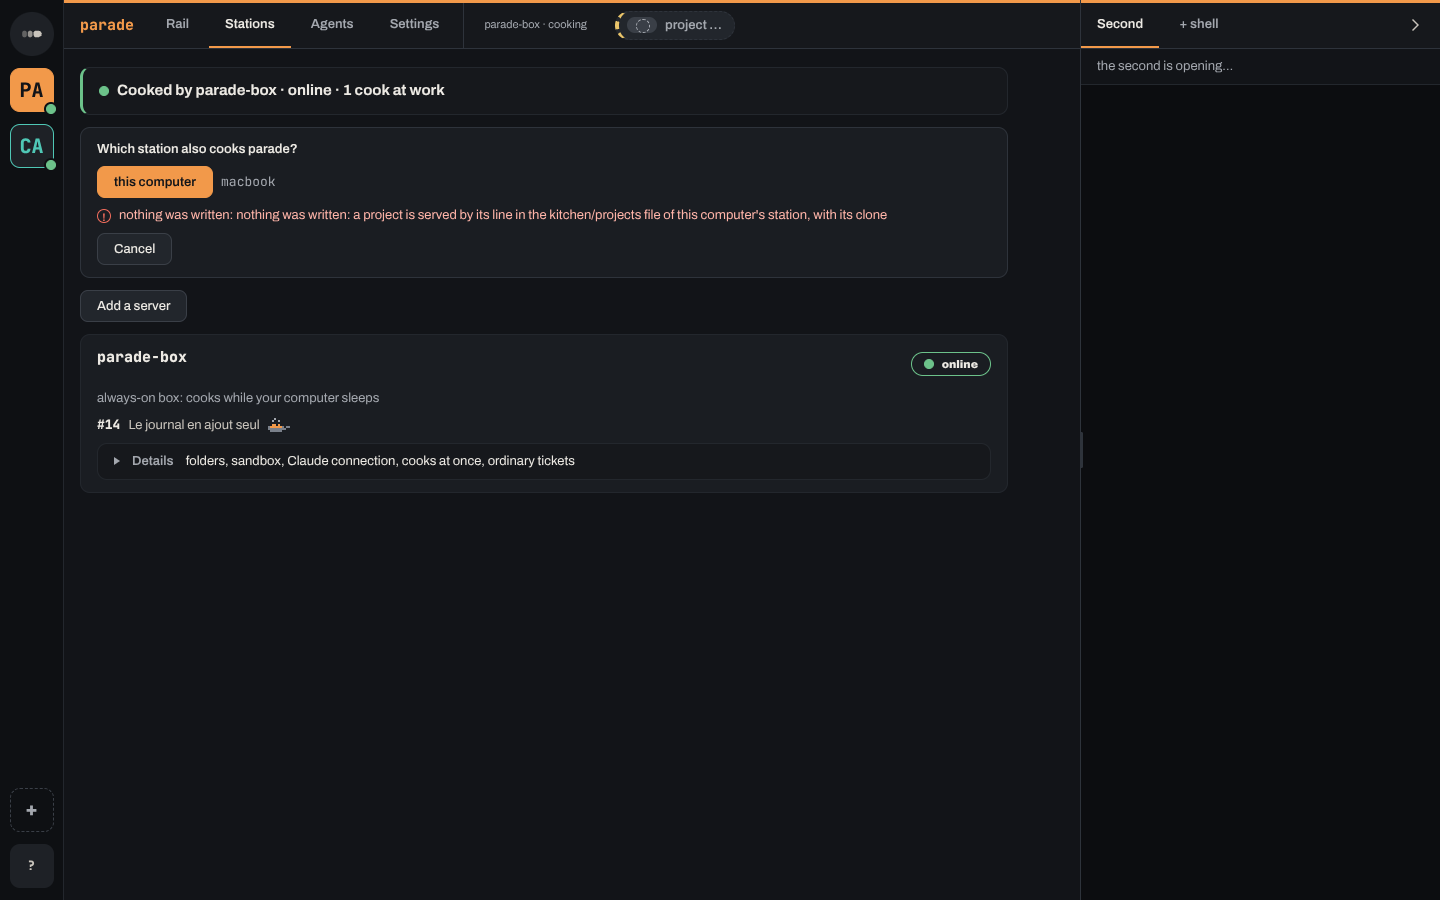 parade Rail Stations Agents Settings parade-box · cooking project ... Second + shell
PA
CA
Cooked by parade-box · online · 1 cook at work
the second is opening...
Which station also cooks parade?
this computer macbook
nothing was written: nothing was written: a project is served by its line in the kitchen/projects file of this computer's station, with its clone
Cancel
Add a server
parade-box
online
always-on box: cooks while your computer sleeps
#14 Le journal en ajout seul
Details folders, sandbox, Claude connection, cooks at once, ordinary tickets
+
?